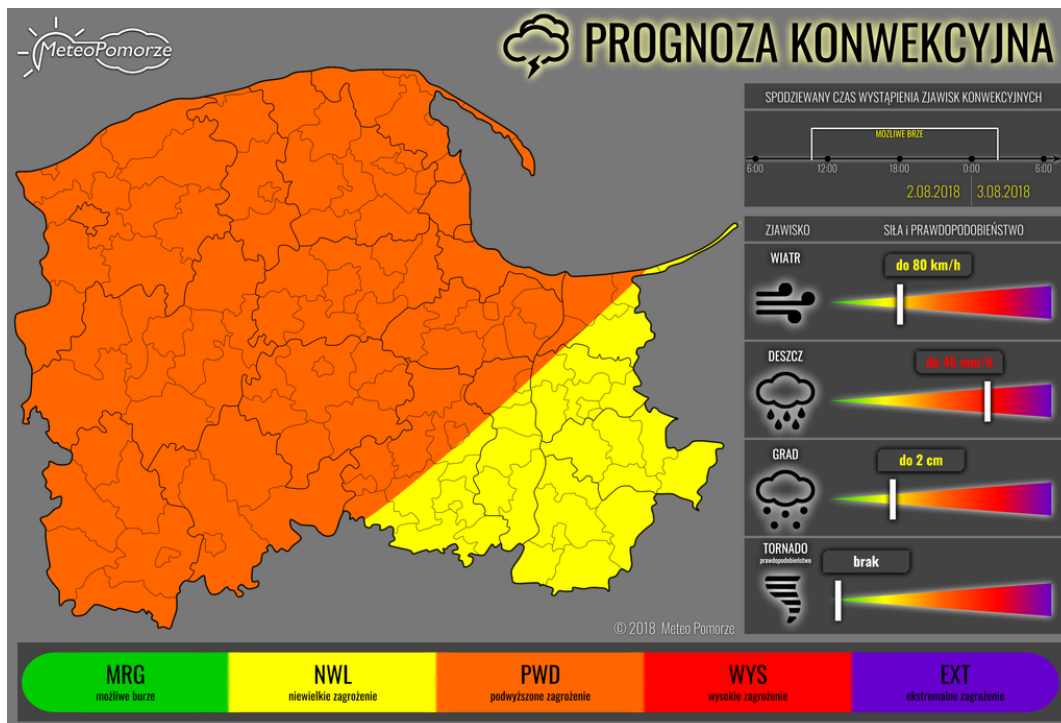 MeteoPomorze
PROGNOZA KONWEKCYJNA
SPODZIEWANY CZAS WYSTĄPIENIA ZJAWISK KONWEKCYJNYCH
MOŻLIWE BRZE
6:00 12:00 18:00 0:00 6:00
2.08.2018 3.08.2018
ZJAWISKO SIŁA i PRAWDOPODOBIEŃSTWO
WIATR
do 80 km/h
DESZCZ
do 45 mm/h
GRAD
do 2 cm
TORNADO
prawdopodobieństwo
brak
© 2018 Meteo Pomorze
MRG NWL PWD WYS EXT
możliwe burze niewielkie zagrożenie podwyższone zagrożenie wysokie zagrożenie ekstremalne zagrożenie